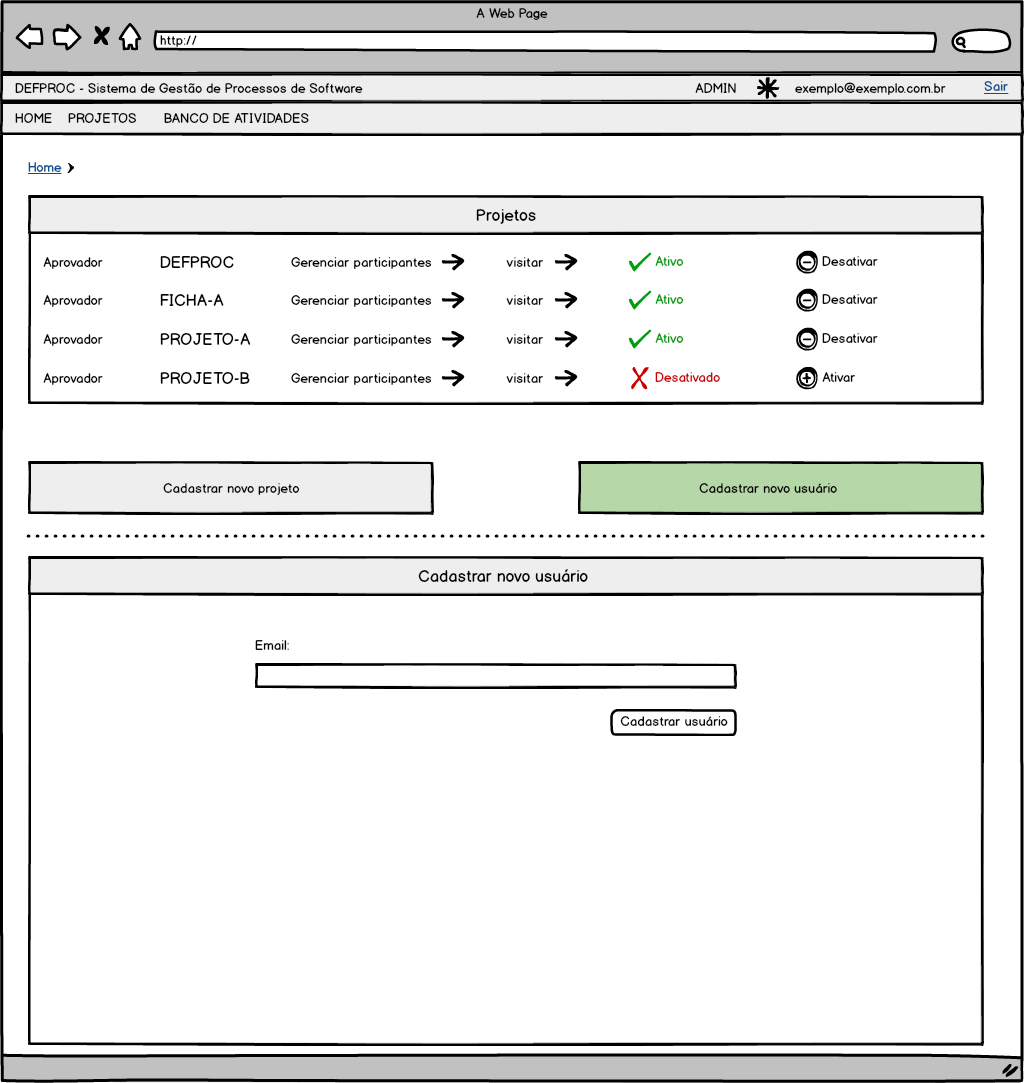 A Web Page
http://
DEFPROC - Sistema de Gestão de Processos de Software ADMIN exemplo@exemplo.com.br Sair
HOME PROJETOS BANCO DE ATIVIDADES
Home
Projetos
Aprovador DEFPROC Gerenciar participantes visitar Ativo Desativar
Aprovador FICHA-A Gerenciar participantes visitar Ativo Desativar
Aprovador PROJETO-A Gerenciar participantes visitar Ativo Desativar
Aprovador PROJETO-B Gerenciar participantes visitar Desativado Ativar
Cadastrar novo projeto Cadastrar novo usuário
Cadastrar novo usuário
Email:
Cadastrar usuário